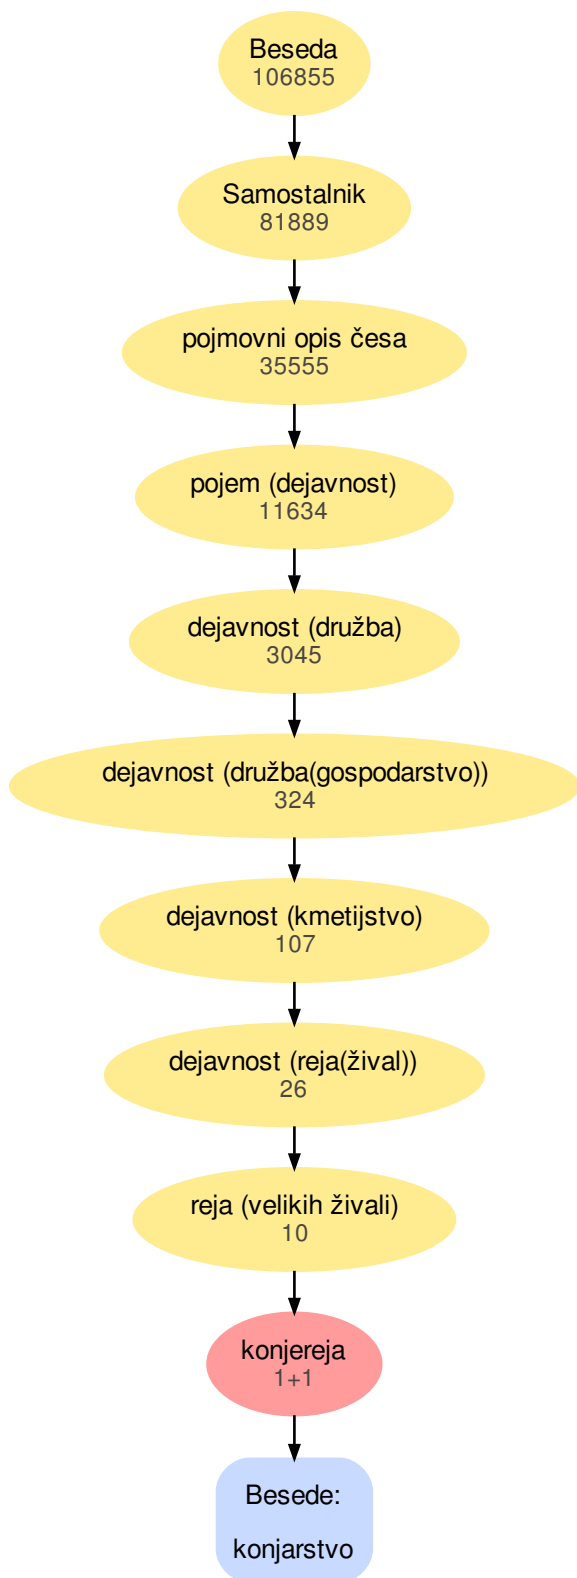 Beseda
106855
Samostalnik
81889
pojmovni opis česa
35555
pojem (dejavnost)
11634
dejavnost (družba)
3045
dejavnost (družba(gospodarstvo))
324
dejavnost (kmetijstvo)
107
dejavnost (reja(žival))
26
reja (velikih živali)
10
konjereja
1+1
Besede:
konjarstvo